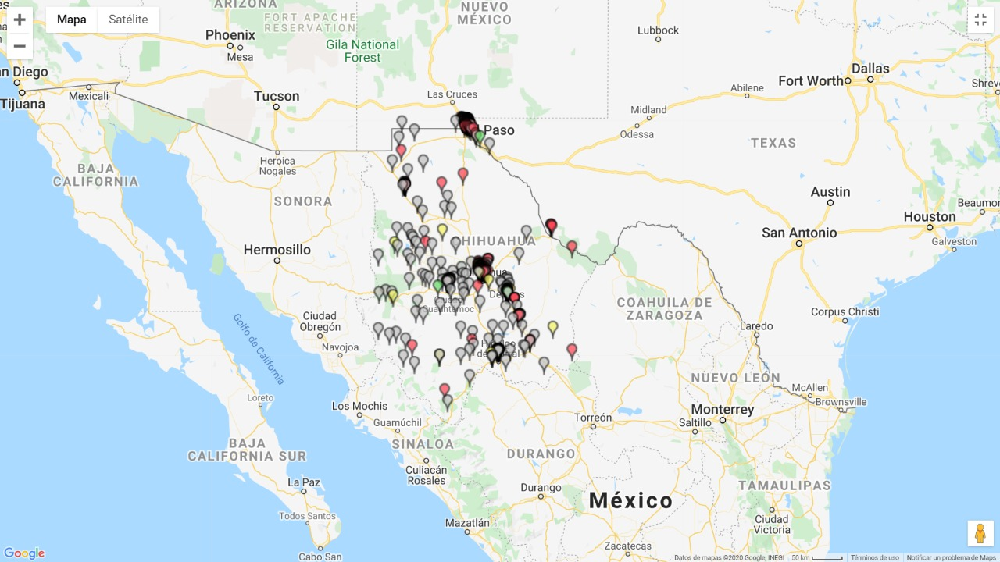 ARIZONA
NUEVO
MÉXICO
Mapa
Satélite
FORT APACHE
RESERVATION
Lubbock
Phoenix
Mesa
Gila National
Forest
Dallas
Fort Worth
Abilene
an Diego
Tijuana
Mexicali
Tucson
Las Cruces
Midland
Odessa
Paso
TEXAS
Heroica
Nogales
BAJA
CALIFORNIA
SONORA
Austin
Houston
San Antonio
Galveston
HIHUAHUA
Hermosillo
COAHUILA DE
ZARAGOZA
Ciudad
Cuauhtémoc
Corpus Christi
Laredo
Ciudad
Obregón
Navojoa
Golfo de California
NUEVO LEÓN
McAllen
Brownsville
Loreto
Los Mochis
Guamúchil
Monterrey
Saltillo
Torreón
BAJA
CALIFORNIA SUR
SINALOA
DURANGO
Culiacán
Rosales
La Paz
Durango
México
TAMAULIPAS
Todos Santos
Mazatlán
Ciudad
Victoria
Zacatecas
Cabo San
Google
Datos de mapas ©2020 Google, INEGI
50 km
Términos de uso
Notificar un problema de Maps